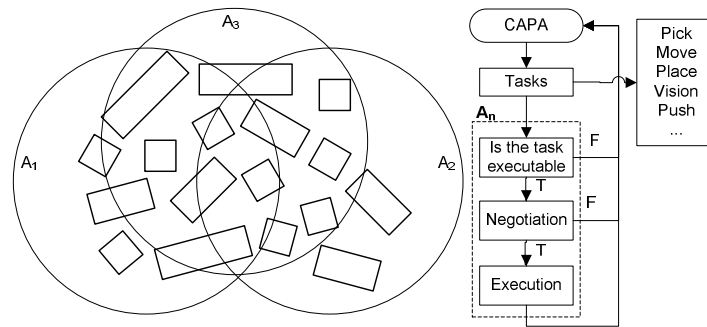 A3
A1
A2
CAPA
Tasks
Pick
Move
Place
Vision
Push
...
An
Is the task
executable
F
T
Negotiation
F
T
Execution